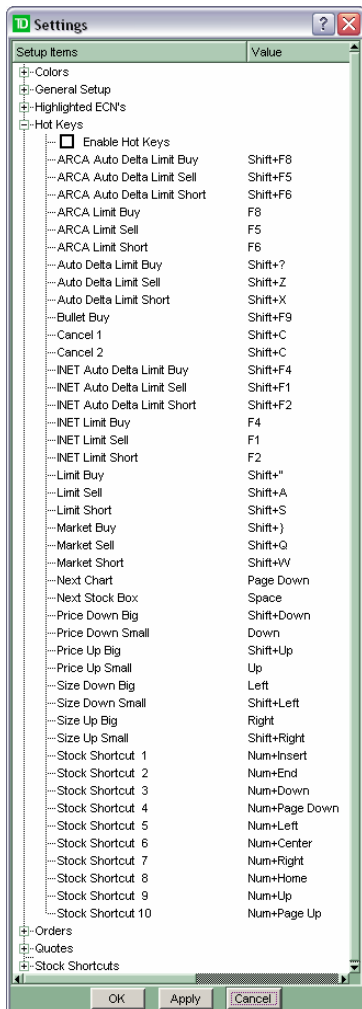 TD Settings ? X
Setup Items Value
Colors
General Setup
Highlighted ECN's
Hot Keys
Enable Hot Keys
ARCA Auto Delta Limit Buy Shift+F8
ARCA Auto Delta Limit Sell Shift+F5
ARCA Auto Delta Limit Short Shift+F6
ARCA Limit Buy F8
ARCA Limit Sell F5
ARCA Limit Short F6
Auto Delta Limit Buy Shift+?
Auto Delta Limit Sell Shift+Z
Auto Delta Limit Short Shift+X
Bullet Buy Shift+F9
Cancel 1 Shift+C
Cancel 2 Shift+C
INET Auto Delta Limit Buy Shift+F4
INET Auto Delta Limit Sell Shift+F1
INET Auto Delta Limit Short Shift+F2
INET Limit Buy F4
INET Limit Sell F1
INET Limit Short F2
Limit Buy Shift+"
Limit Sell Shift+A
Limit Short Shift+S
Market Buy Shift+}
Market Sell Shift+Q
Market Short Shift+W
Next Chart Page Down
Next Stock Box Space
Price Down Big Shift+Down
Price Down Small Down
Price Up Big Shift+Up
Price Up Small Up
Size Down Big Left
Size Down Small Shift+Left
Size Up Big Right
Size Up Small Shift+Right
Stock Shortcut 1 Num+Insert
Stock Shortcut 2 Num+End
Stock Shortcut 3 Num+Down
Stock Shortcut 4 Num+Page Down
Stock Shortcut 5 Num+Left
Stock Shortcut 6 Num+Center
Stock Shortcut 7 Num+Right
Stock Shortcut 8 Num+Home
Stock Shortcut 9 Num+Up
Stock Shortcut 10 Num+Page Up
Orders
Quotes
Stock Shortcuts
OK Apply Cancel